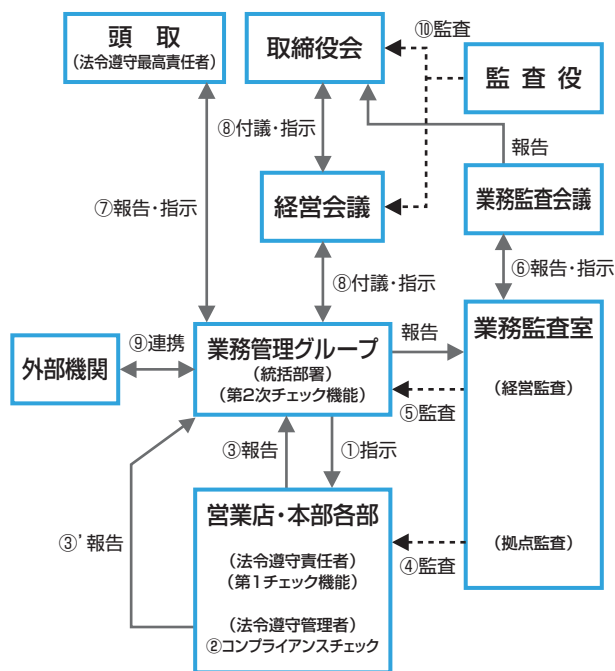 頭取
(法令遵守最高責任者)
取締役会
⑩監査
監査役
⑧付議・指示
報告
⑦報告・指示
経営会議
業務監査会議
⑧付議・指示
⑥報告・指示
外部機関
⑨連携
業務管理グループ
(統括部署)
(第2次チェック機能)
報告
業務監査室
(経営監査)
⑤監査
③報告
①指示
③'報告
営業店・本部各部
(法令遵守責任者)
(第1チェック機能)
(法令遵守管理者)
②コンプライアンスチェック
④監査
(拠点監査)